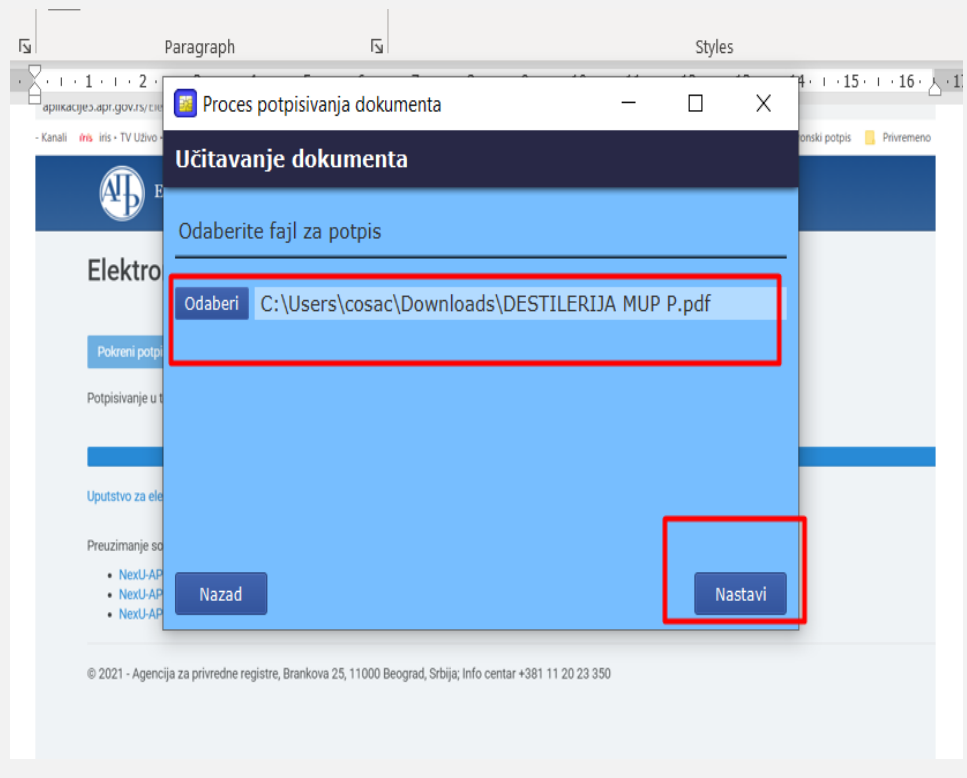 Paragraph
Styles
1 2 15 16
aplikacije3.apr.gov.rs/
- Kanali iris iris - TV Uživo potpis Privremeno
Proces potpisivanja dokumenta
Učitavanje dokumenta
АПР E
Odaberite fajl za potpis
Elektro
Odaberi C:\Users\cosac\Downloads\DESTILERIJA MUP P.pdf
Pokreni potpi
Potpisivanje u t
Uputstvo za ele
Preuzimanje so
• NexU-AP
• NexU-AP
• NexU-AP
Nazad Nastavi
© 2021 - Agencija za privredne registre, Brankova 25, 11000 Beograd, Srbija; Info centar +381 11 20 23 350